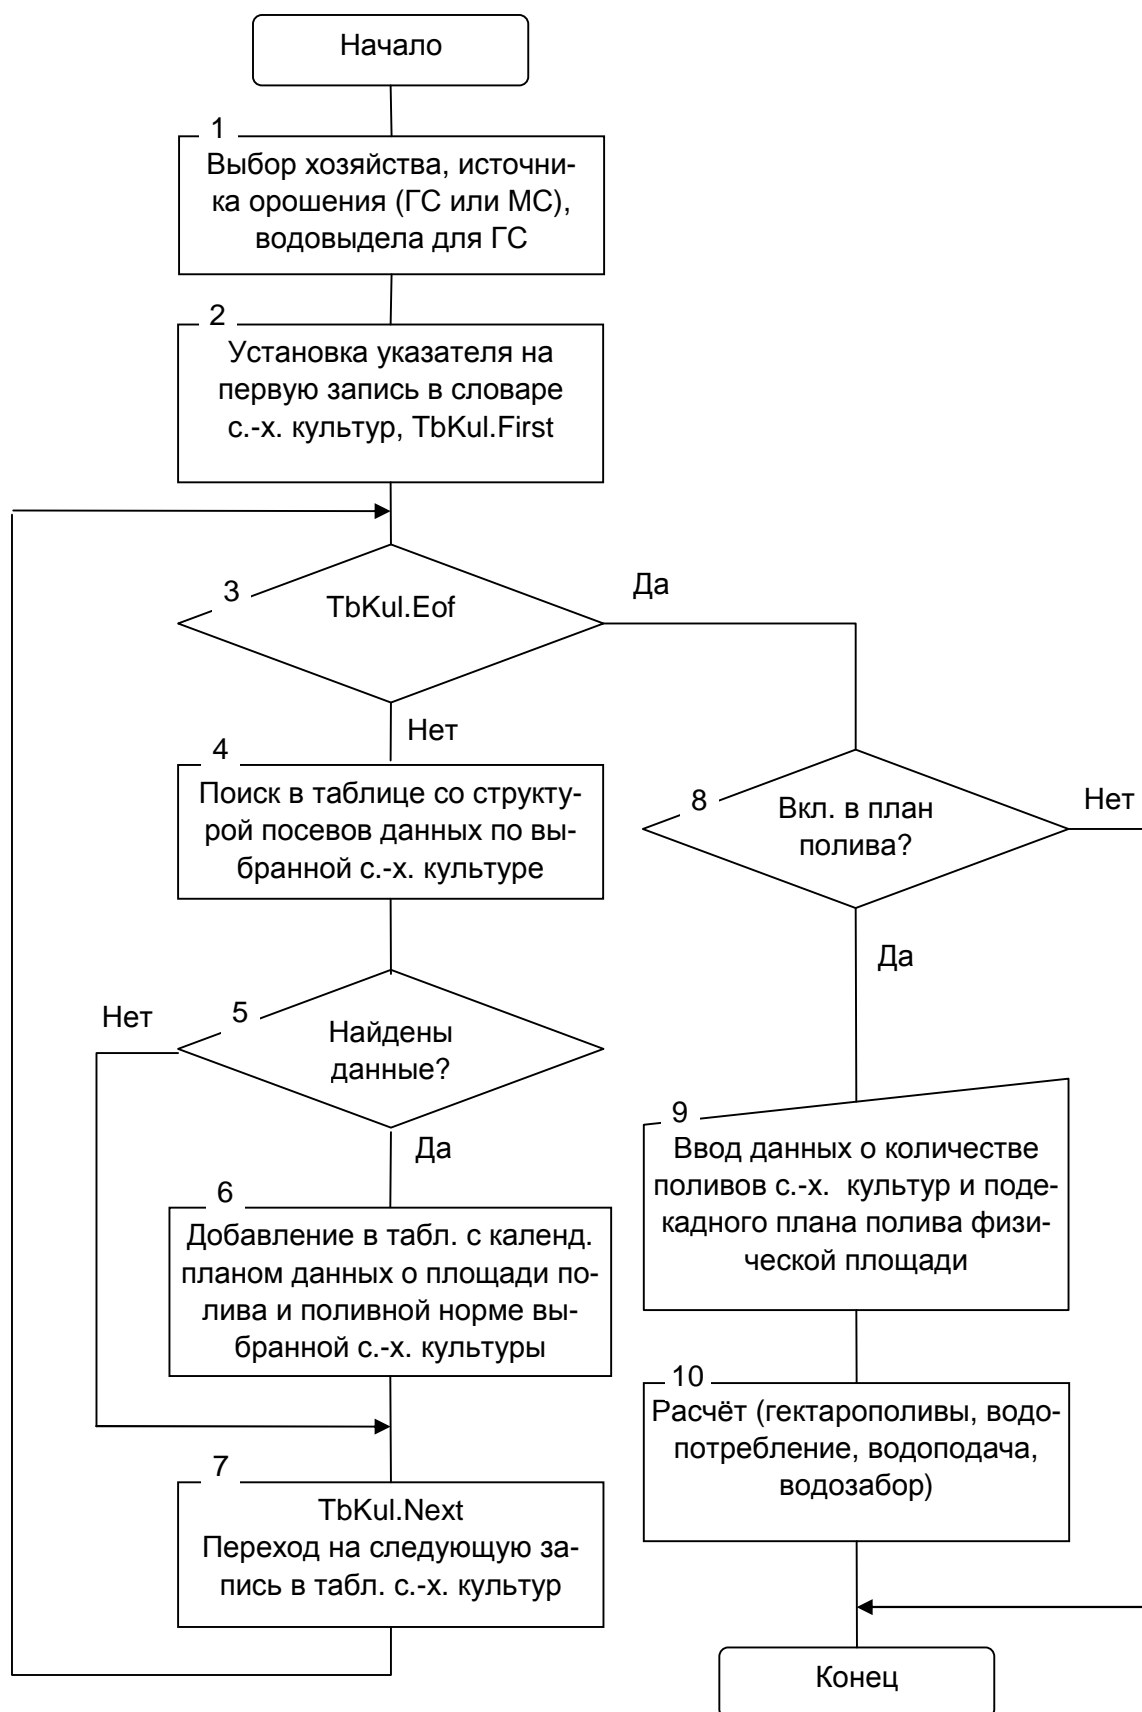 Начало
1
Выбор хозяйства, источни-
ка орошения (ГС или МС),
водовыдела для ГС
2
Установка указателя на
первую запись в словаре
с.-х. культур, TbKul.First
3
TbKul.Eof
Да
Нет
4
Поиск в таблице со структу-
рой посевов данных по вы-
бранной с.-х. культуре
5
Найдены
данные?
Нет
Да
6
Добавление в табл. с календ.
планом данных о площади по-
лива и поливной норме вы-
бранной с.-х. культуры
7
TbKul.Next
Переход на следующую за-
пись в табл. с.-х. культур
8
Вкл. в план
полива?
Нет
Да
9
Ввод данных о количестве
поливов с.-х. культур и поде-
кадного плана полива физи-
ческой площади
10
Расчёт (гектарополивы, водо-
потребление, водоподача,
водозабор)
Конец